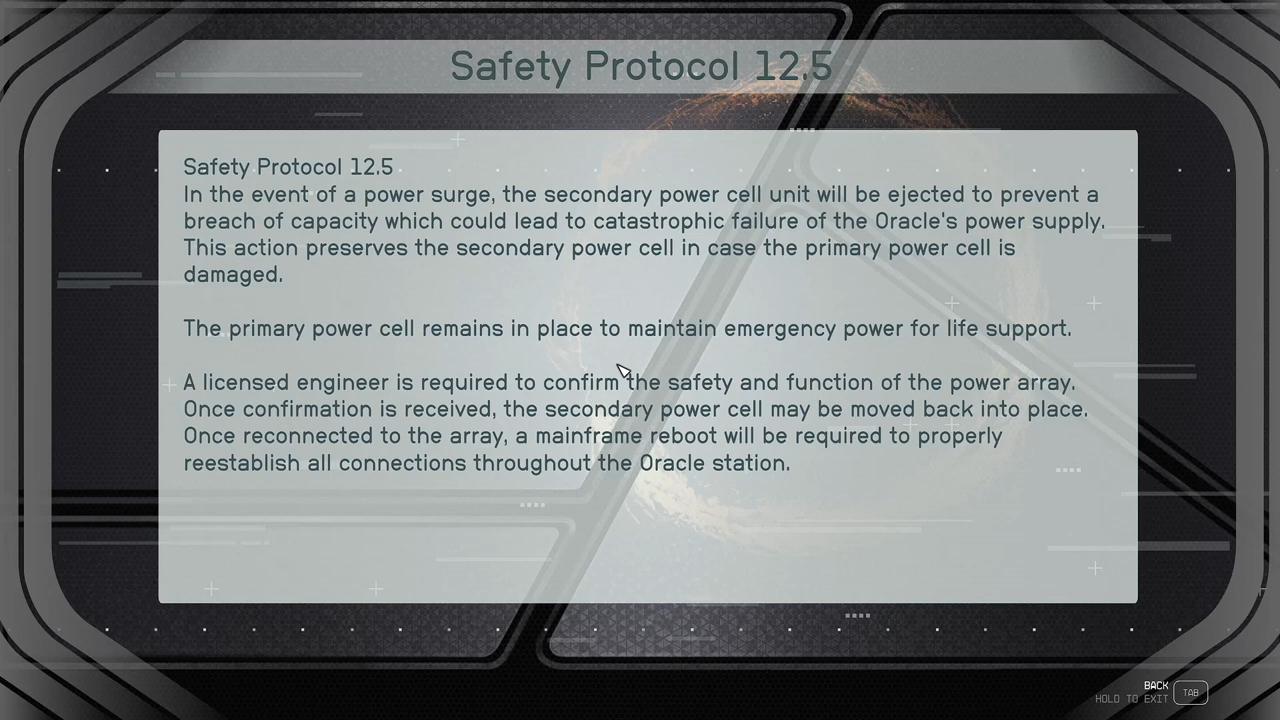 Safety Protocol 12.5
Safety Protocol 12.5
In the event of a power surge, the secondary power cell unit will be ejected to prevent a
breach of capacity which could lead to catastrophic failure of the Oracle's power supply.
This action preserves the secondary power cell in case the primary power cell is
damaged.
The primary power cell remains in place to maintain emergency power for life support.
A licensed engineer is required to confirm the safety and function of the power array.
Once confirmation is received, the secondary power cell may be moved back into place.
Once reconnected to the array, a mainframe reboot will be required to properly
reestablish all connections throughout the Oracle station.
BACK
HOLD TO EXIT TAB